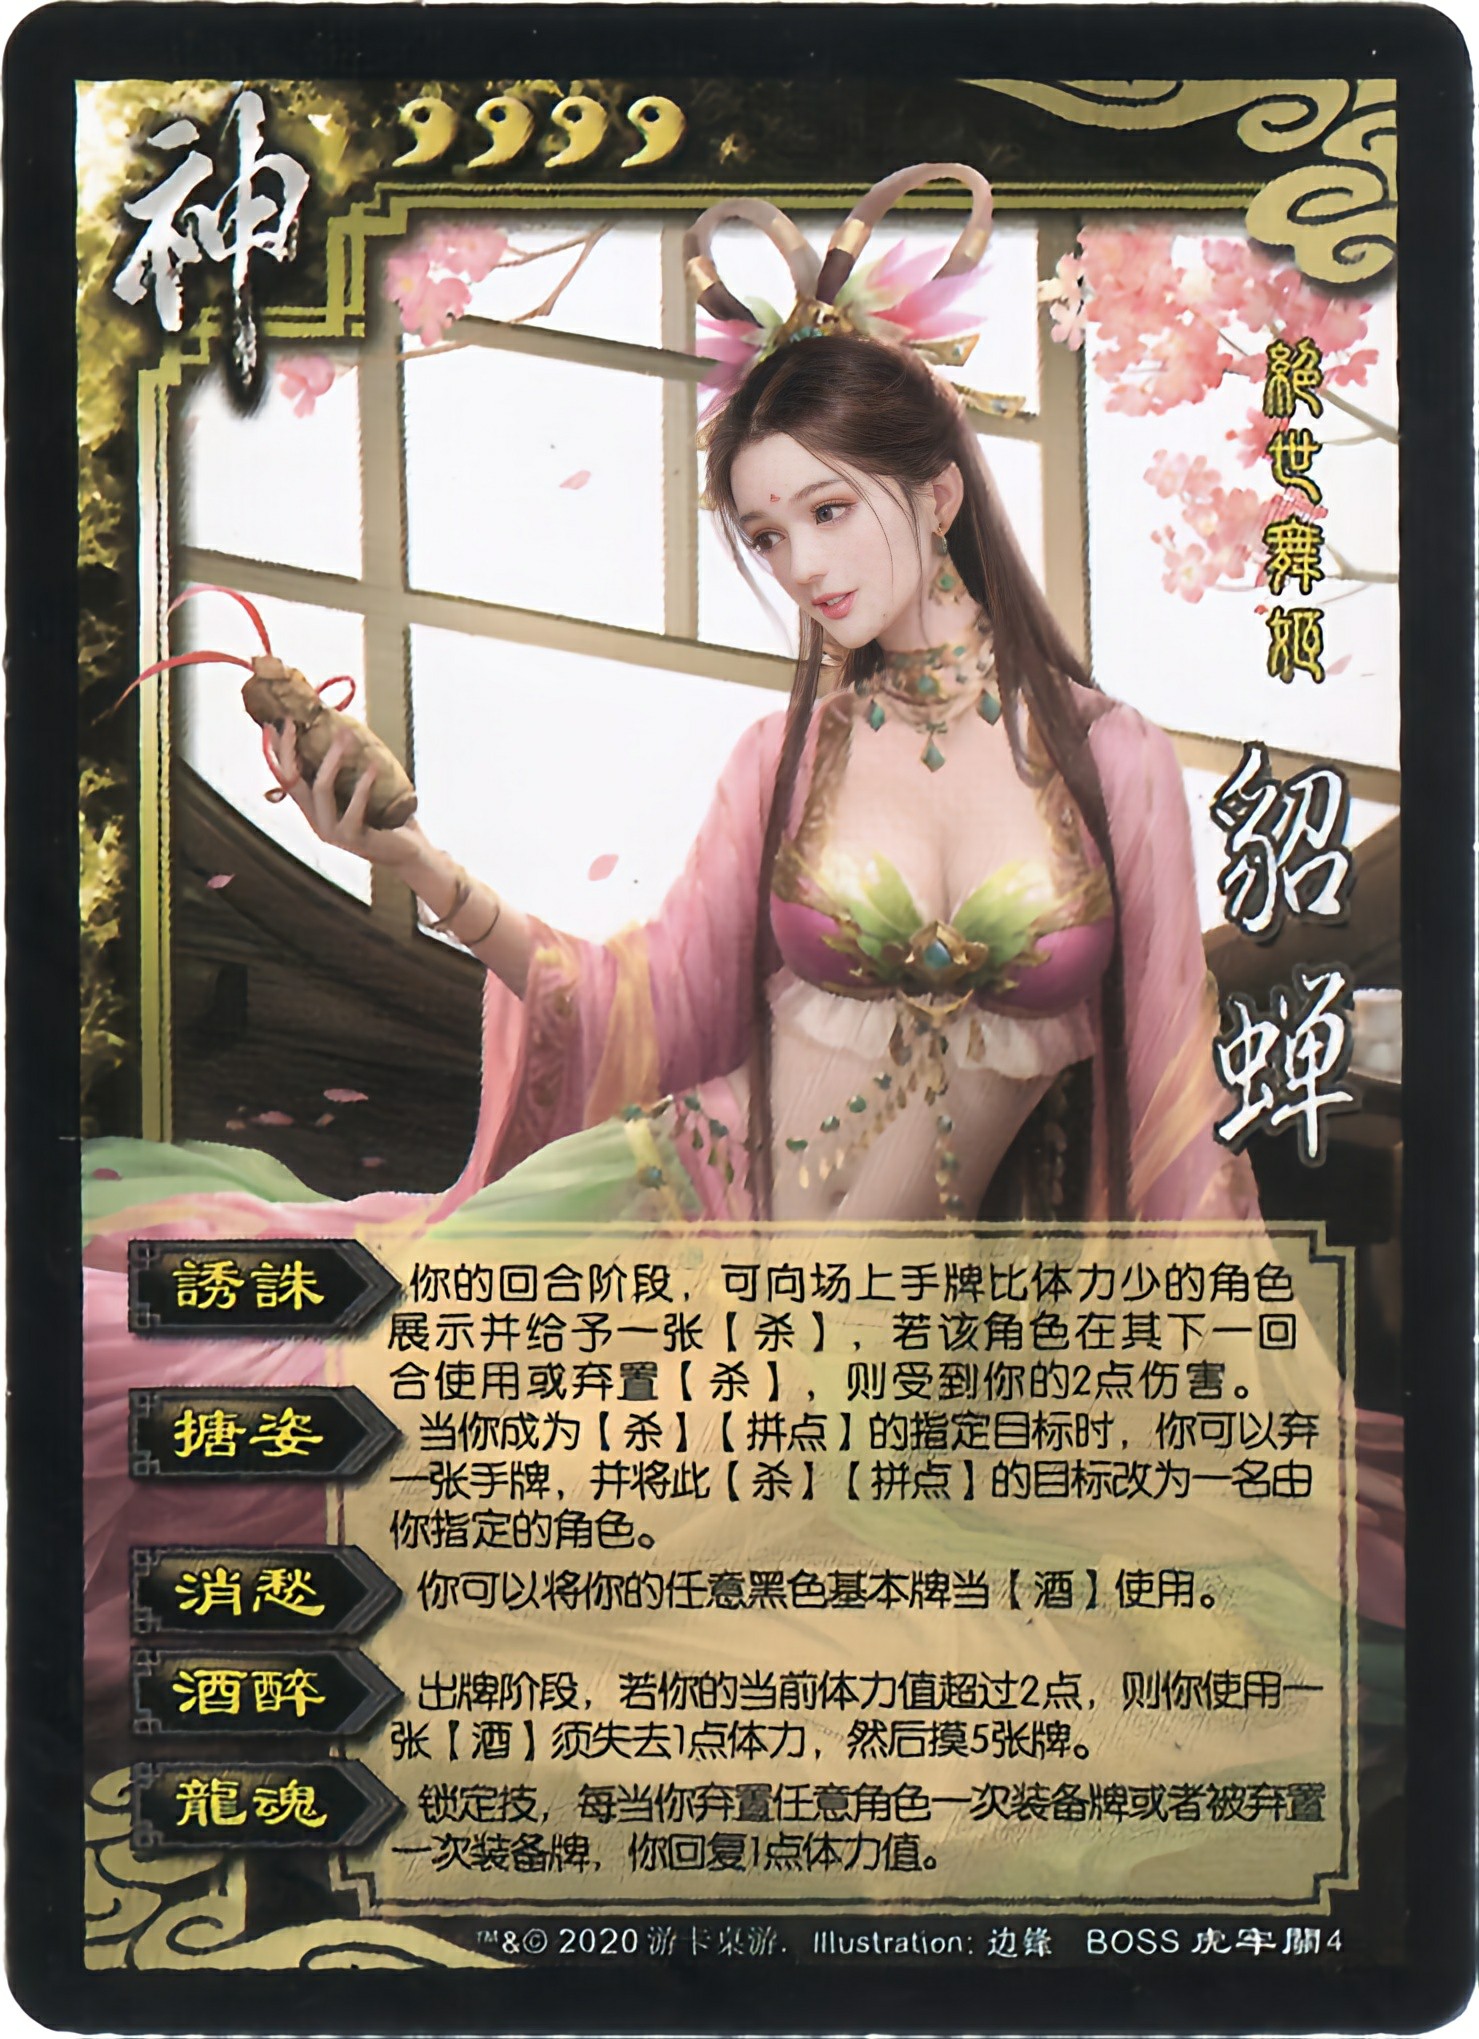 神
絕世舞姬
貂蝉
誘誅
你的回合阶段，可向场上手牌比体力少的角色
展示并给予一张【杀】，若该角色在其下一回
合使用或弃置【杀】，则受到你的2点伤害。
搪姿
当你成为【杀】【拼点】的指定目标时，你可以弃
一张手牌，并将此【杀】【拼点】的目标改为一名由
你指定的角色。
消愁
你可以将你的任意黑色基本牌当【酒】使用。
酒醉
出牌阶段，若你的当前体力值超过2点，则你使用一
张【酒】须失去1点体力，然后摸5张牌。
龍魂
锁定技，每当你弃置任意角色一次装备牌或者被弃置
一次装备牌，你回复1点体力值。
™&© 2020 游卡桌游. Illustration: 边锋 BOSS 虎牢關4